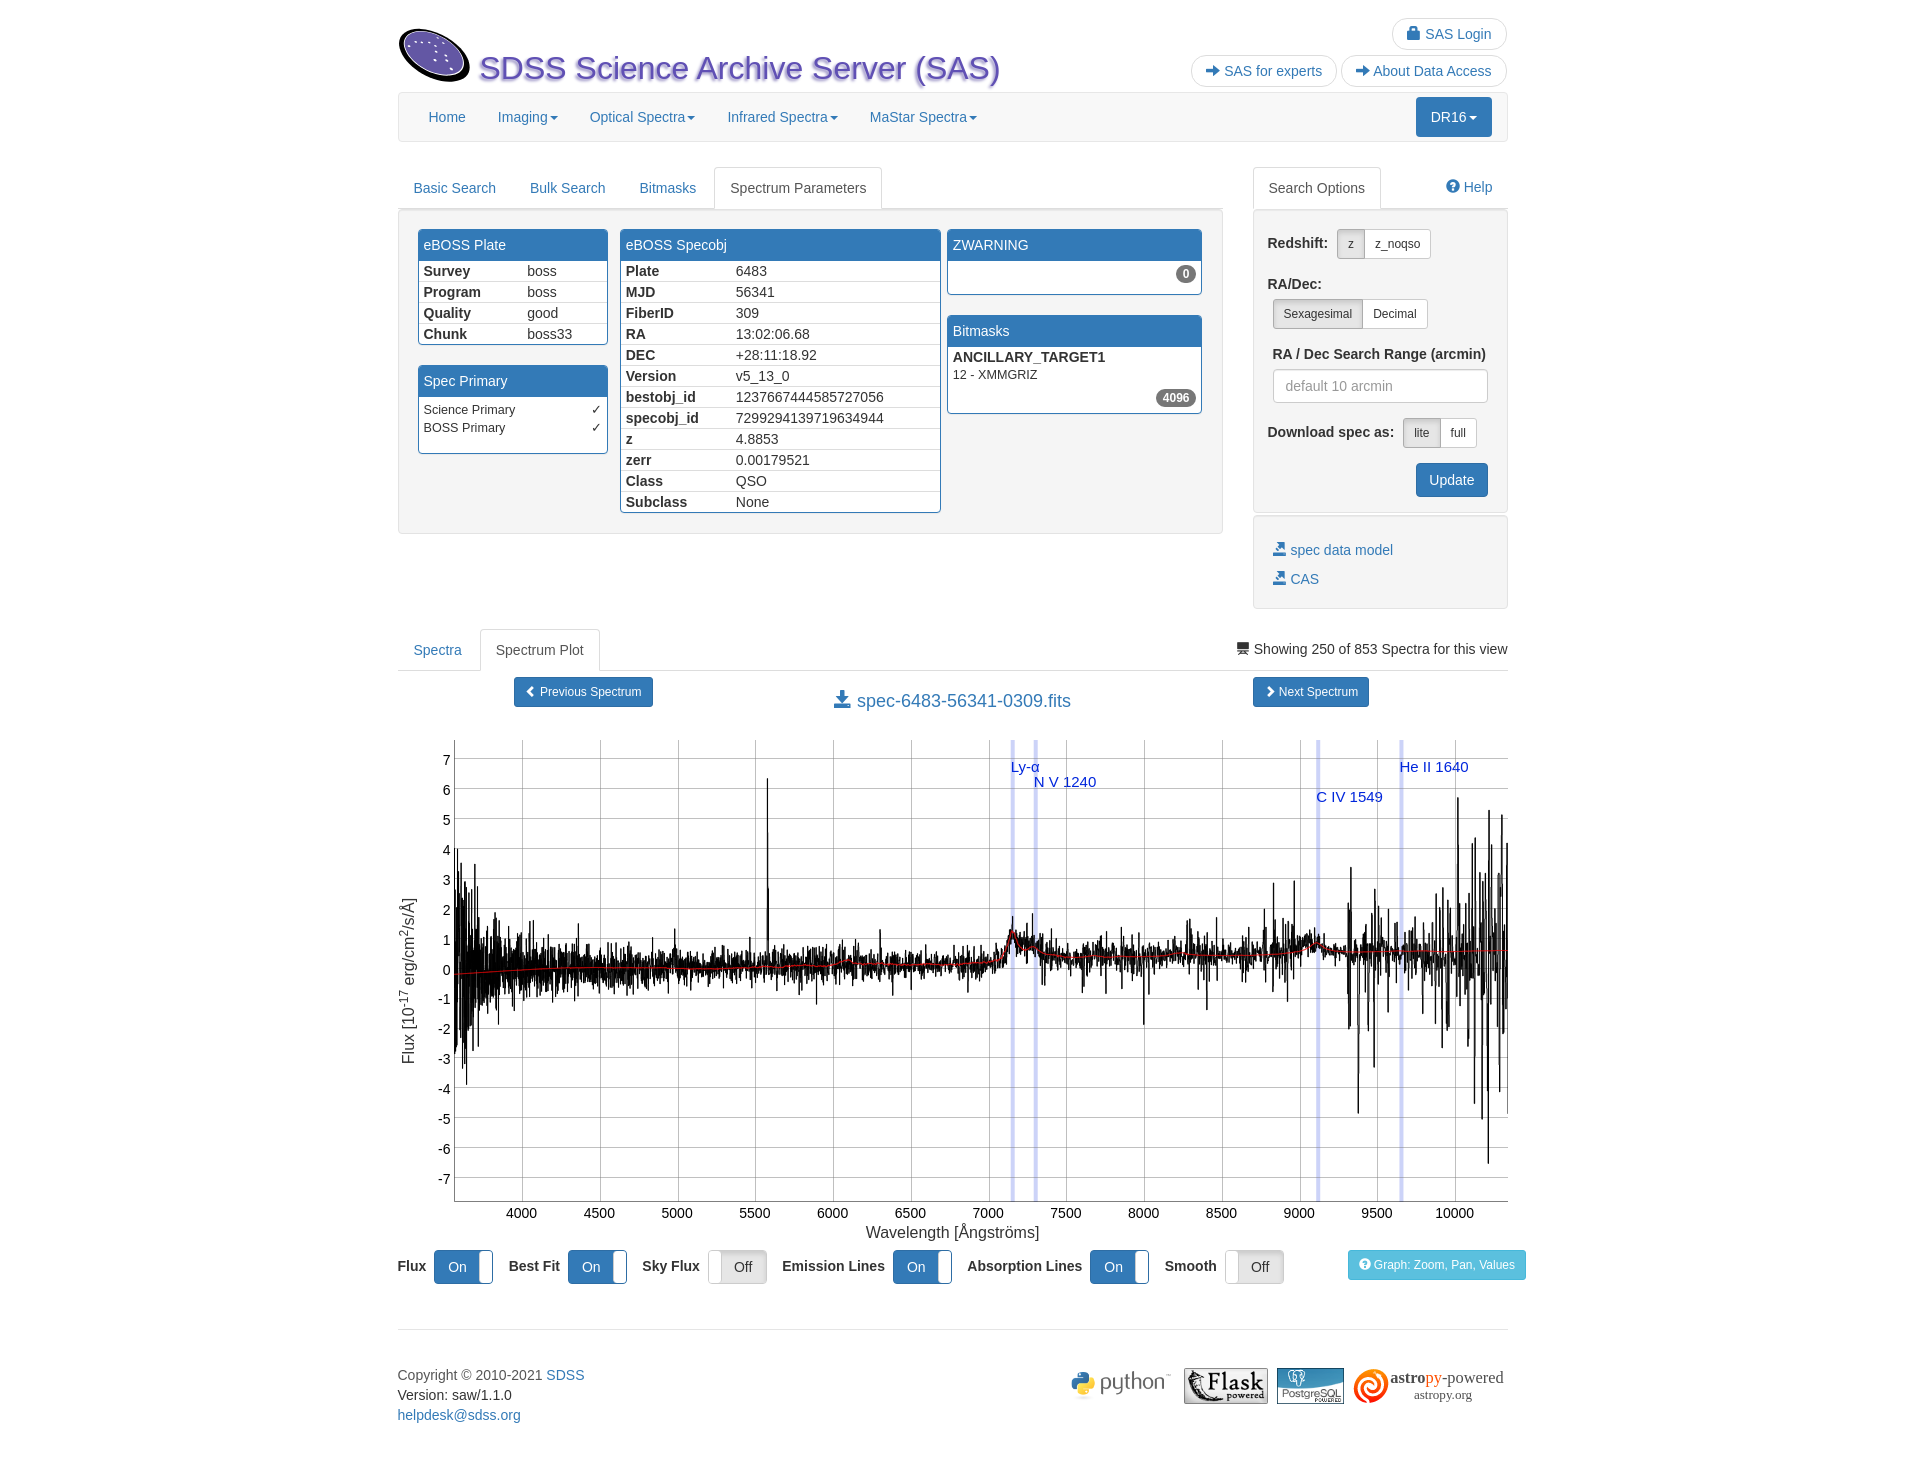 SAS Login
SDSS Science Archive Server (SAS)
SAS for experts
About Data Access
Home
Imaging
Optical Spectra
Infrared Spectra
MaStar Spectra
DR16
Basic Search
Bulk Search
Bitmasks
Spectrum Parameters
Search Options
Help
eBOSS Plate
Survey boss
Program boss
Quality good
Chunk boss33
Spec Primary
Science Primary ✓
BOSS Primary ✓
eBOSS Specobj
Plate 6483
MJD 56341
FiberID 309
RA 13:02:06.68
DEC +28:11:18.92
Version v5_13_0
bestobj_id 1237667444585727056
specobj_id 7299294139719634944
z 4.8853
zerr 0.00179521
Class QSO
Subclass None
ZWARNING
0
Bitmasks
ANCILLARY_TARGET1
12 - XMMGRIZ
4096
Redshift: z z_noqso
RA/Dec:
Sexagesimal Decimal
RA / Dec Search Range (arcmin)
default 10 arcmin
Download spec as: lite full
Update
spec data model
CAS
Spectra
Spectrum Plot
Showing 250 of 853 Spectra for this view
Previous Spectrum
spec-6483-56341-0309.fits
Next Spectrum
Flux [10-17 erg/cm2/s/Å]
7
6
5
4
3
2
1
0
-1
-2
-3
-4
-5
-6
-7
Ly-α
N V 1240
C IV 1549
He II 1640
4000 4500 5000 5500 6000 6500 7000 7500 8000 8500 9000 9500 10000
Wavelength [Ångströms]
Flux On Best Fit On Sky Flux Off Emission Lines On Absorption Lines On Smooth Off
Graph: Zoom, Pan, Values
Copyright © 2010-2021 SDSS
Version: saw/1.1.0
helpdesk@sdss.org
python
Flask
powered
PostgreSQL
POWERED
astropy-powered
astropy.org